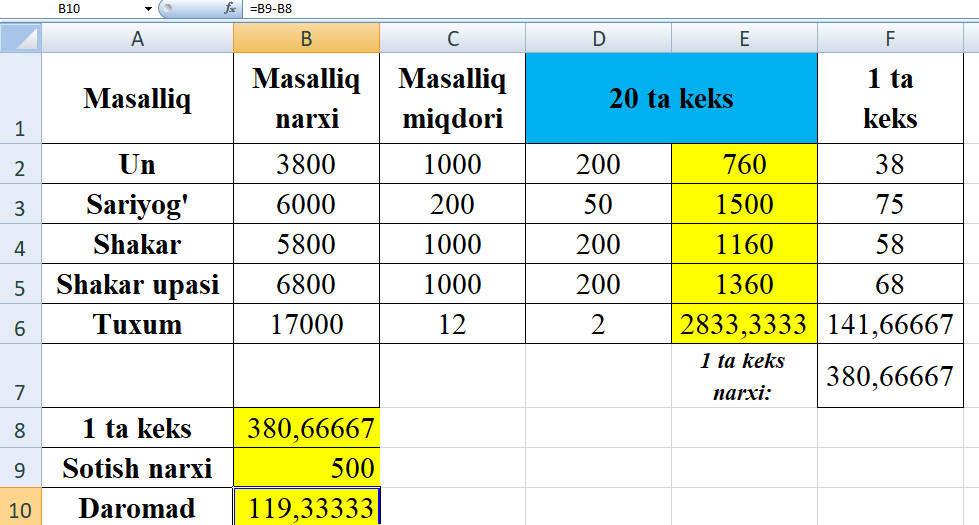 B10 fx =B9-B8
A B C D E F
1 Masalliq Masalliq narxi Masalliq miqdori 20 ta keks 1 ta keks
2 Un 3800 1000 200 760 38
3 Sariyog' 6000 200 50 1500 75
4 Shakar 5800 1000 200 1160 58
5 Shakar upasi 6800 1000 200 1360 68
6 Tuxum 17000 12 2 2833,3333 141,66667
7 1 ta keks narxi: 380,66667
8 1 ta keks 380,66667
9 Sotish narxi 500
10 Daromad 119,33333